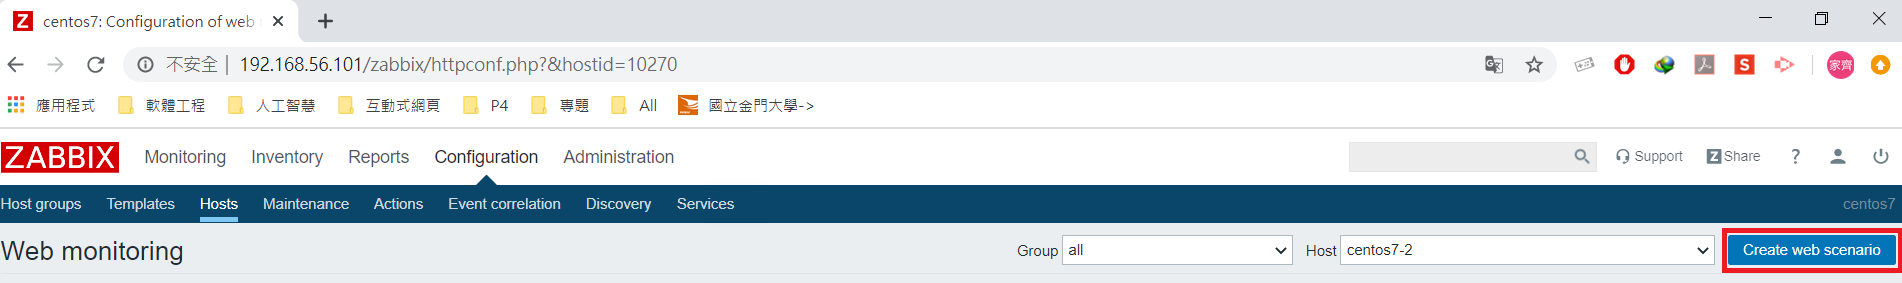 centos7: Configuration of web
不安全 | 192.168.56.101/zabbix/httpconf.php?&hostid=10270 家齊
應用程式 軟體工程 人工智慧 互動式網頁 P4 專題 All 國立金門大學->
ZABBIX Monitoring Inventory Reports Configuration Administration Support Z Share ?
Host groups Templates Hosts Maintenance Actions Event correlation Discovery Services centos7
Web monitoring Group all Host centos7-2 Create web scenario